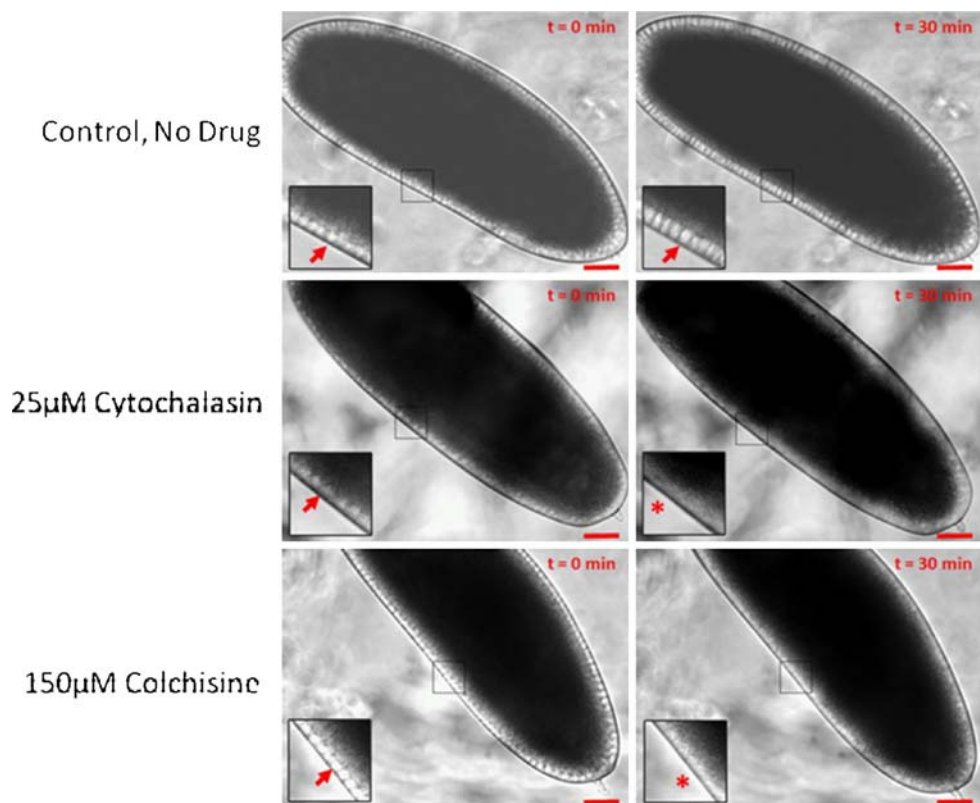 Control, No Drug
t = 0 min
t = 30 min
25µM Cytochalasin
t = 0 min
t = 30 min
*
150µM Colchisine
t = 0 min
t = 30 min
*